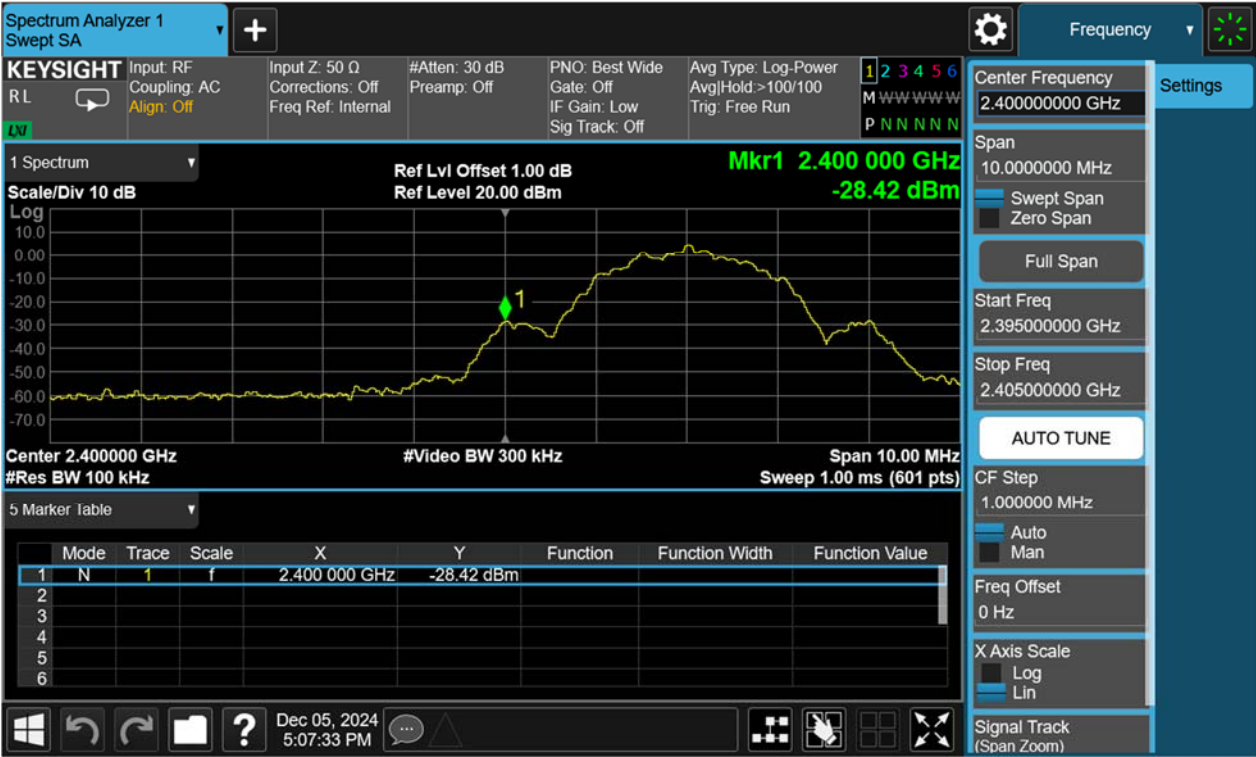 Spectrum Analyzer 1
Swept SA
+
Frequency
KEYSIGHT
R L
LXI
Input: RF
Coupling: AC
Align: Off
Input Z: 50 Ω
Corrections: Off
Freq Ref: Internal
#Atten: 30 dB
Preamp: Off
PNO: Best Wide
Gate: Off
IF Gain: Low
Sig Track: Off
Avg Type: Log-Power
Avg|Hold:>100/100
Trig: Free Run
1 2 3 4 5 6
M W W W W W
P N N N N N
Center Frequency
2.400000000 GHz
Settings
Span
10.0000000 MHz
Swept Span
Zero Span
Full Span
Start Freq
2.395000000 GHz
Stop Freq
2.405000000 GHz
AUTO TUNE
CF Step
1.000000 MHz
Auto
Man
Freq Offset
0 Hz
X Axis Scale
Log
Lin
Signal Track
(Span Zoom)
1 Spectrum
Scale/Div 10 dB
Ref Lvl Offset 1.00 dB
Ref Level 20.00 dBm
Mkr1 2.400 000 GHz
-28.42 dBm
Log
10.0
0.00
-10.0
-20.0
-30.0
-40.0
-50.0
-60.0
-70.0
1
Center 2.400000 GHz
#Video BW 300 kHz
Span 10.00 MHz
#Res BW 100 kHz
Sweep 1.00 ms (601 pts)
5 Marker Table
Mode Trace Scale X Y Function Function Width Function Value
1 N 1 f 2.400 000 GHz -28.42 dBm
2
3
4
5
6
?
Dec 05, 2024
5:07:33 PM